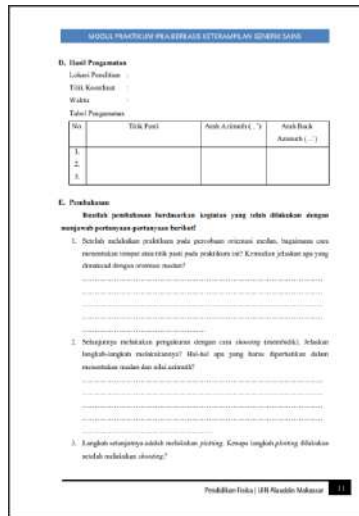 MODUL PRAKTIKUM IPBA BERBASIS KETERAMPILAN GENERIK SAINS
D. Hasil Pengamatan
Lokasi Penelitian :
Titik Koordinat :
Waktu :
Tabel Pengamatan
No Titik Pasti Arah Azimuth (...°) Arah Back
Azimuth (...°)
1.
2.
3.
E. Pembahasan
Buatlah pembahasan berdasarkan kegiatan yang telah dilakukan dengan
menjawab pertanyaan-pertanyaan berikut!
1. Setelah melakukan praktikum pada percobaan orientasi medan, bagaimana cara
menentukan tempat atau titik pasti pada praktikum ini? Kemudian jelaskan apa yang
dimaksud dengan orientasi medan?
2. Selanjutnya melakukan pengukuran dengan cara shooting (membidik). Jelaskan
langkah-langkah melakukannya? Hal-hal apa yang harus diperhatikan dalam
menentukan medan dan nilai azimuth?
3. Langkah selanjutnya adalah melakukan plotting. Kenapa langkah plotting dilakukan
setelah melakukan shooting?
Pendidikan Fisika | UIN Alauddin Makassar 11